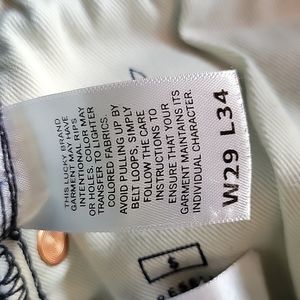 THIS LUCKY BRAND
GARMENT MAY HAVE
INTENTIONAL RIPS
OR HOLES. COLOR MAY
TRANSFER TO LIGHTER
COLORED FABRICS.
AVOID PULLING UP BY
BELT LOOPS, SIMPLY
FOLLOW THE CARE
INSTRUCTIONS TO
ENSURE THAT YOUR
GARMENT MAINTAINS ITS
INDIVIDUAL CHARACTER.
W29 L34
$